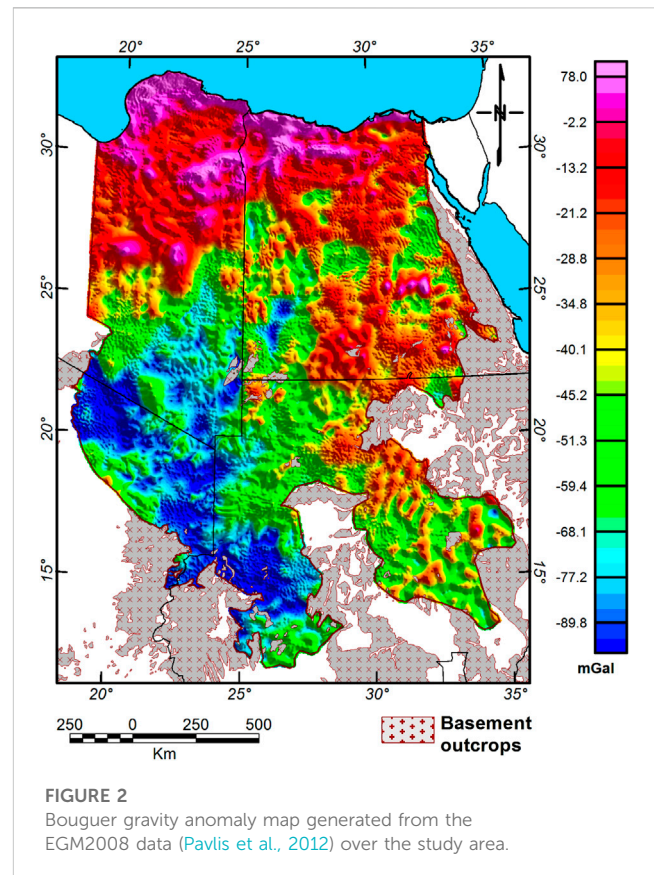 20° 25° 30° 35°
78.0
-2.2
-13.2
-21.2
-28.8
-34.8
-40.1
-45.2
-51.3
-59.4
-68.1
-77.2
-89.8
mGal
N
30° 30°
25° 25°
20° 20°
15° 15°
20° 25° 30° 35°
250 0 250 500
Km
Basement
outcrops
FIGURE 2
Bouguer gravity anomaly map generated from the
EGM2008 data (Pavlis et al., 2012) over the study area.